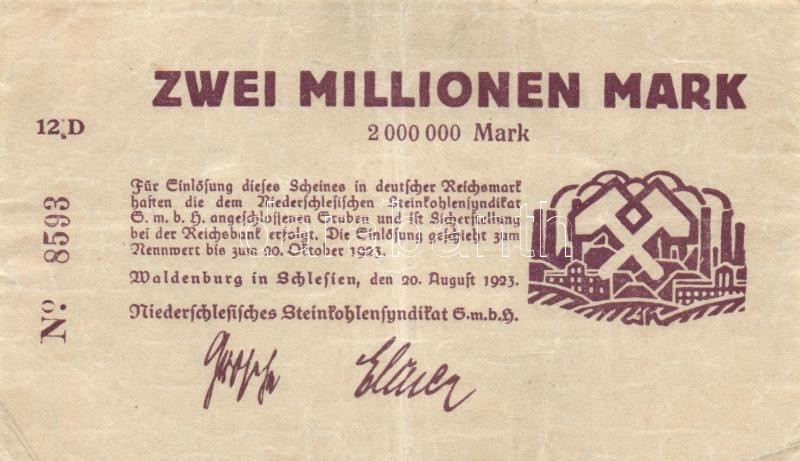 ZWEI MILLIONEN MARK
12 D
2 000 000 Mark
Für Einlösung dieses Scheines in deutscher Reichsmark
haften die dem Niederschlesischen Steinkohlensyndikat
G. m. b. H. angeschlossenen Gruben und ist Sicherstellung
bei der Reichsbank erfolgt. Die Einlösung geschieht zum
Nennwert bis zum 20. Oktober 1923.
Waldenburg in Schlesien, den 20. August 1923.
Niederschlesisches Steinkohlensyndikat G.m.b.H.
No. 8593
darabanth